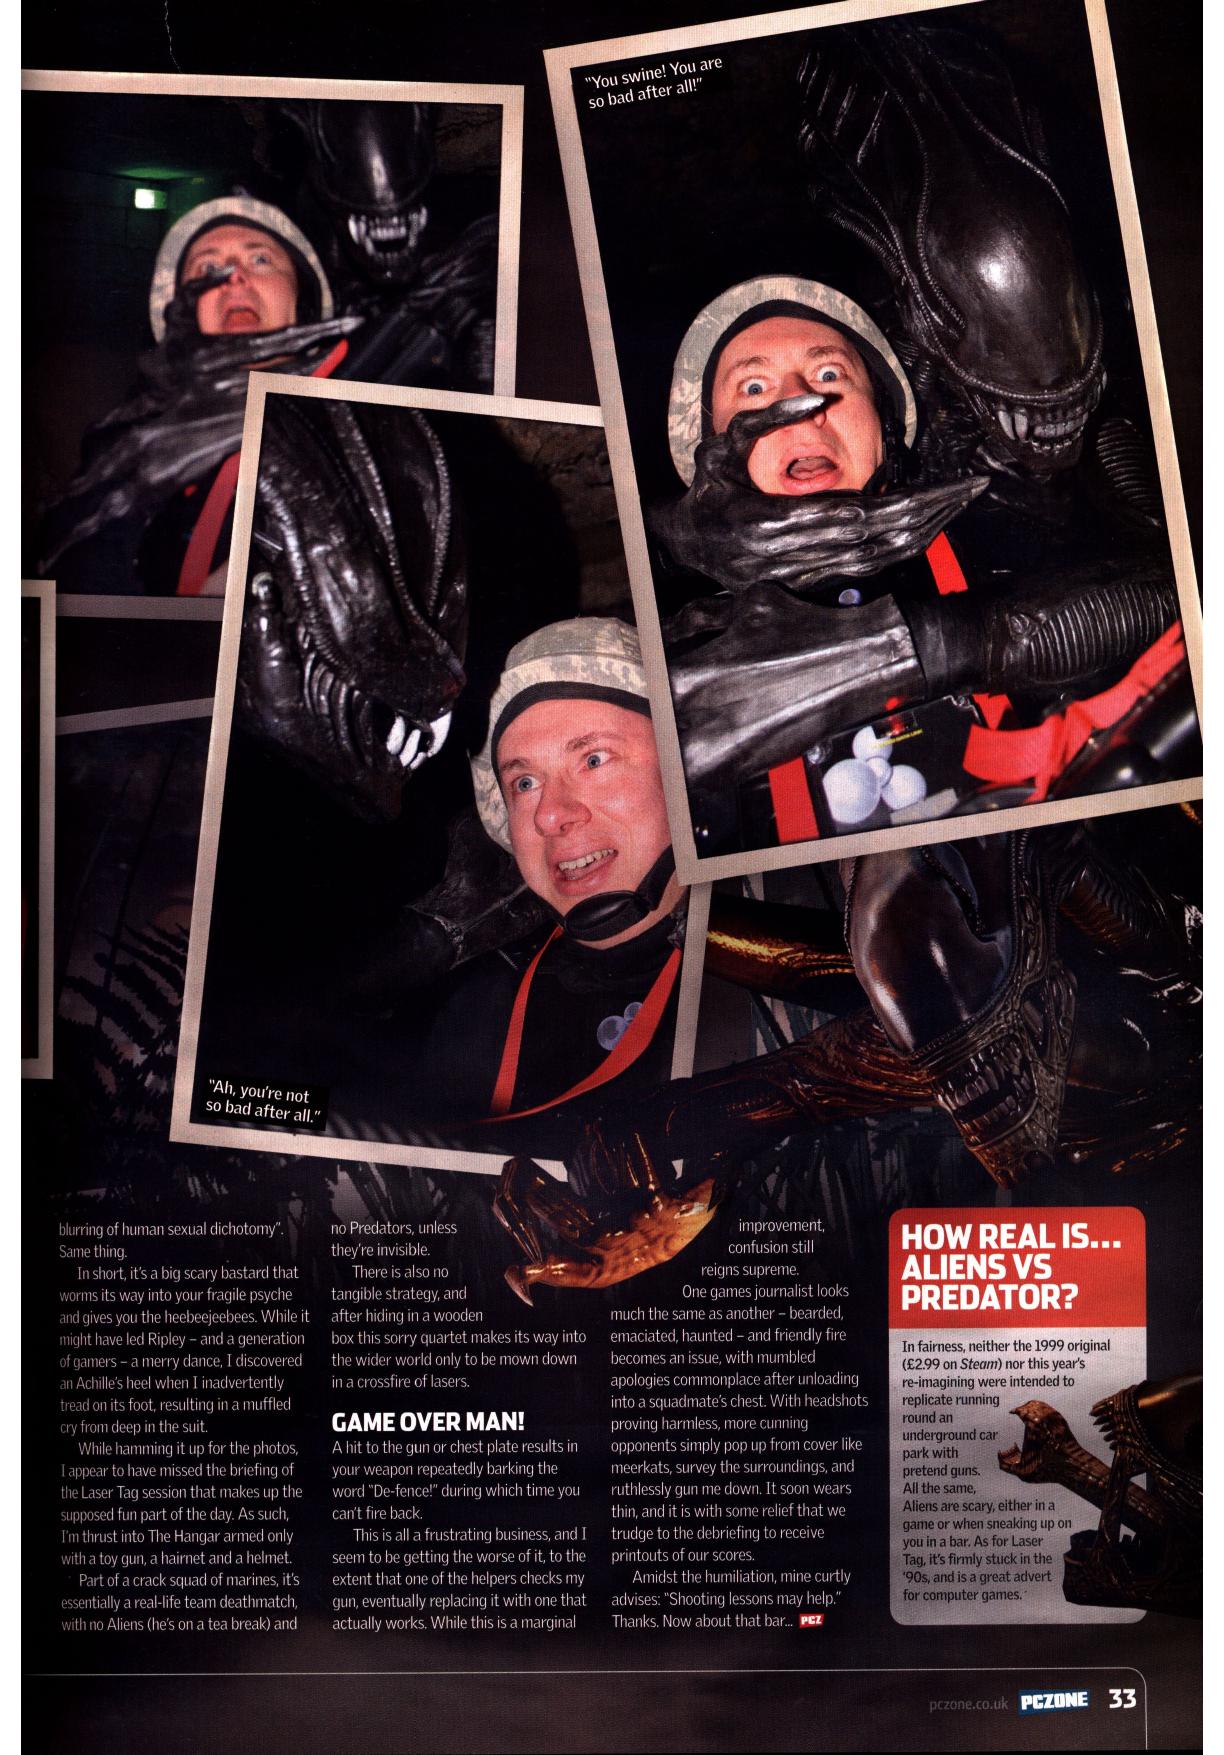 "You swine! You are
so bad after all!"
"Ah, you're not
so bad after all."
blurring of human sexual dichotomy".
Same thing.
In short, it's a big scary bastard that
worms its way into your fragile psyche
and gives you the heebeejeebees. While it
might have led Ripley – and a generation
of gamers – a merry dance, I discovered
an Achille's heel when I inadvertently
tread on its foot, resulting in a muffled
cry from deep in the suit.
While hamming it up for the photos,
I appear to have missed the briefing of
the Laser Tag session that makes up the
supposed fun part of the day. As such,
I'm thrust into The Hangar armed only
with a toy gun, a hairnet and a helmet.
Part of a crack squad of marines, it's
essentially a real-life team deathmatch,
with no Aliens (he's on a tea break) and
no Predators, unless
they're invisible.
There is also no
tangible strategy, and
after hiding in a wooden
box this sorry quartet makes its way into
the wider world only to be mown down
in a crossfire of lasers.
GAME OVER MAN!
A hit to the gun or chest plate results in
your weapon repeatedly barking the
word "De-fence!" during which time you
can't fire back.
This is all a frustrating business, and I
seem to be getting the worse of it, to the
extent that one of the helpers checks my
gun, eventually replacing it with one that
actually works. While this is a marginal
improvement,
confusion still
reigns supreme.
One games journalist looks
much the same as another – bearded,
emaciated, haunted – and friendly fire
becomes an issue, with mumbled
apologies commonplace after unloading
into a squadmate's chest. With headshots
proving harmless, more cunning
opponents simply pop up from cover like
meerkats, survey the surroundings, and
ruthlessly gun me down. It soon wears
thin, and it is with some relief that we
trudge to the debriefing to receive
printouts of our scores.
Amidst the humiliation, mine curtly
advises: "Shooting lessons may help."
Thanks. Now about that bar... PCZ
HOW REAL IS...
ALIENS VS
PREDATOR?
In fairness, neither the 1999 original
(£2.99 on Steam) nor this year's
re-imagining were intended to
replicate running
round an
underground car
park with
pretend guns.
All the same,
Aliens are scary, either in a
game or when sneaking up on
you in a bar. As for Laser
Tag, it's firmly stuck in the
'90s, and is a great advert
for computer games.
pczone.co.uk PCZONE 33